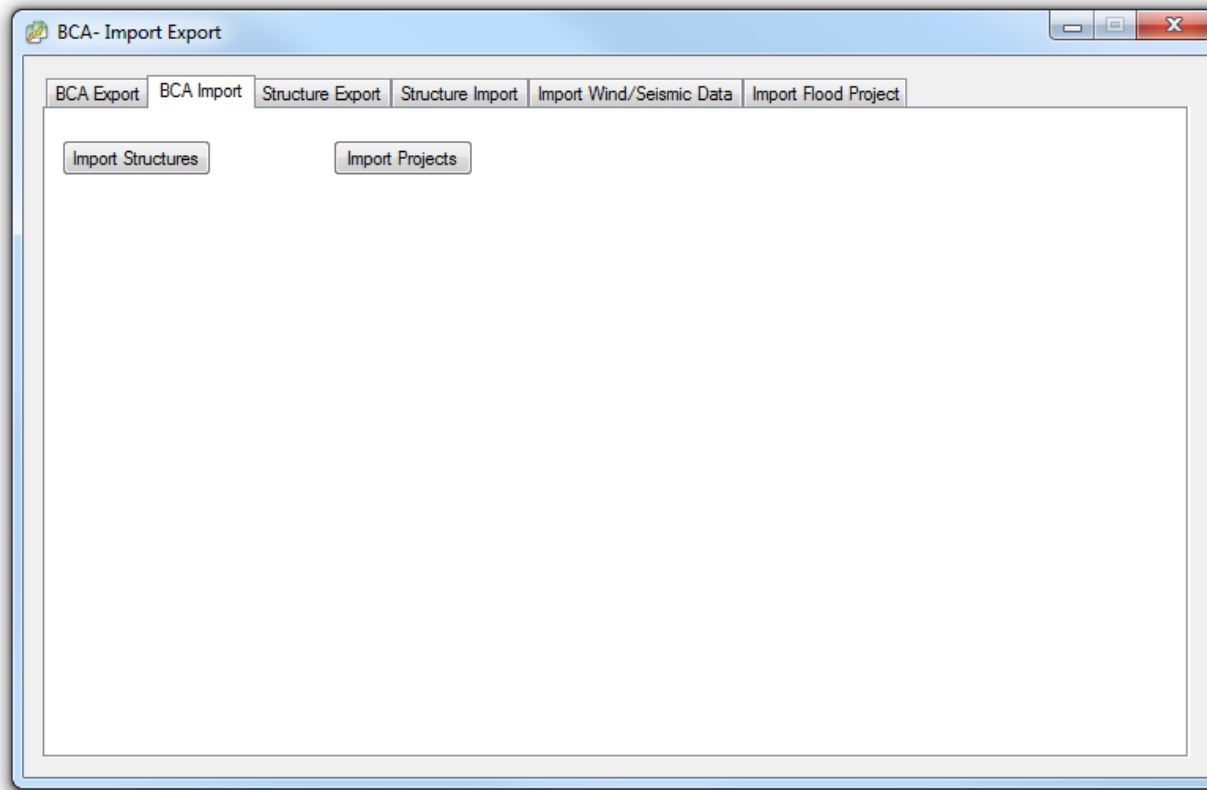 BCA- Import Export
BCA Export BCA Import Structure Export Structure Import Import Wind/Seismic Data Import Flood Project
Import Structures Import Projects